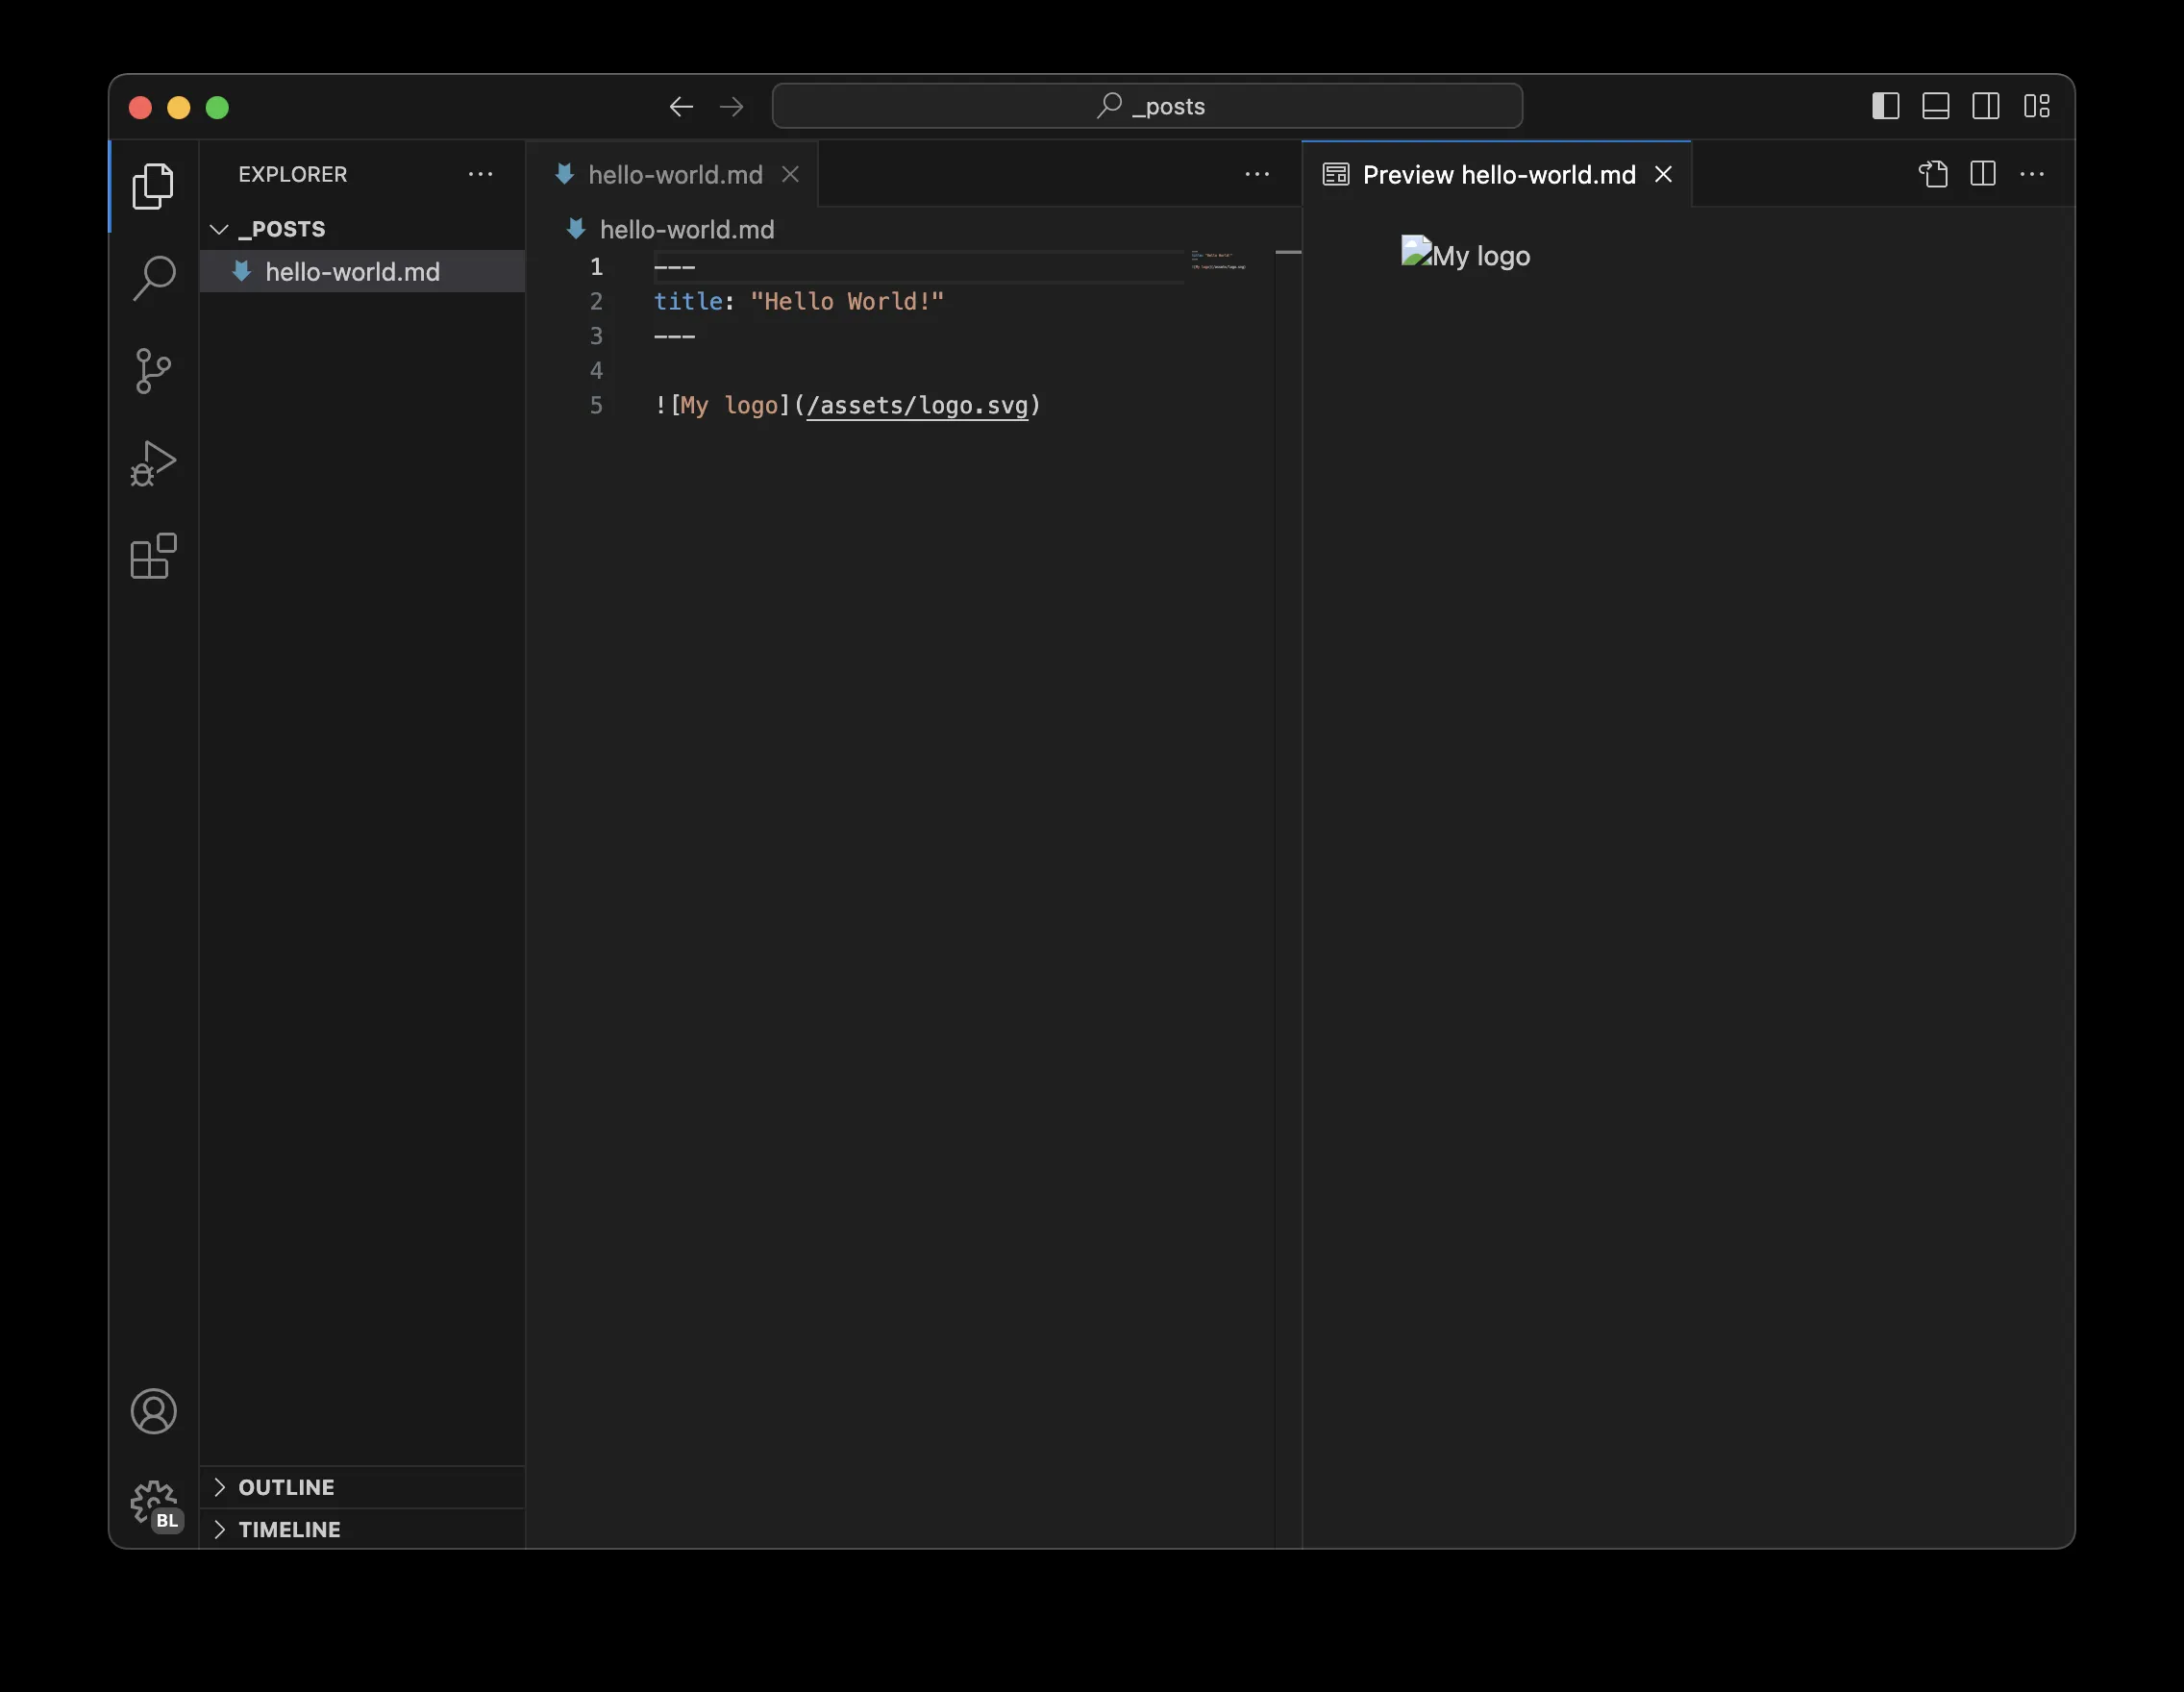 _posts
EXPLORER
_POSTS
hello-world.md
OUTLINE
TIMELINE
BL
hello-world.md
hello-world.md
1 ---
2 title: "Hello World!"
3 ---
4
5 ![My logo](/assets/logo.svg)
Preview hello-world.md
My logo